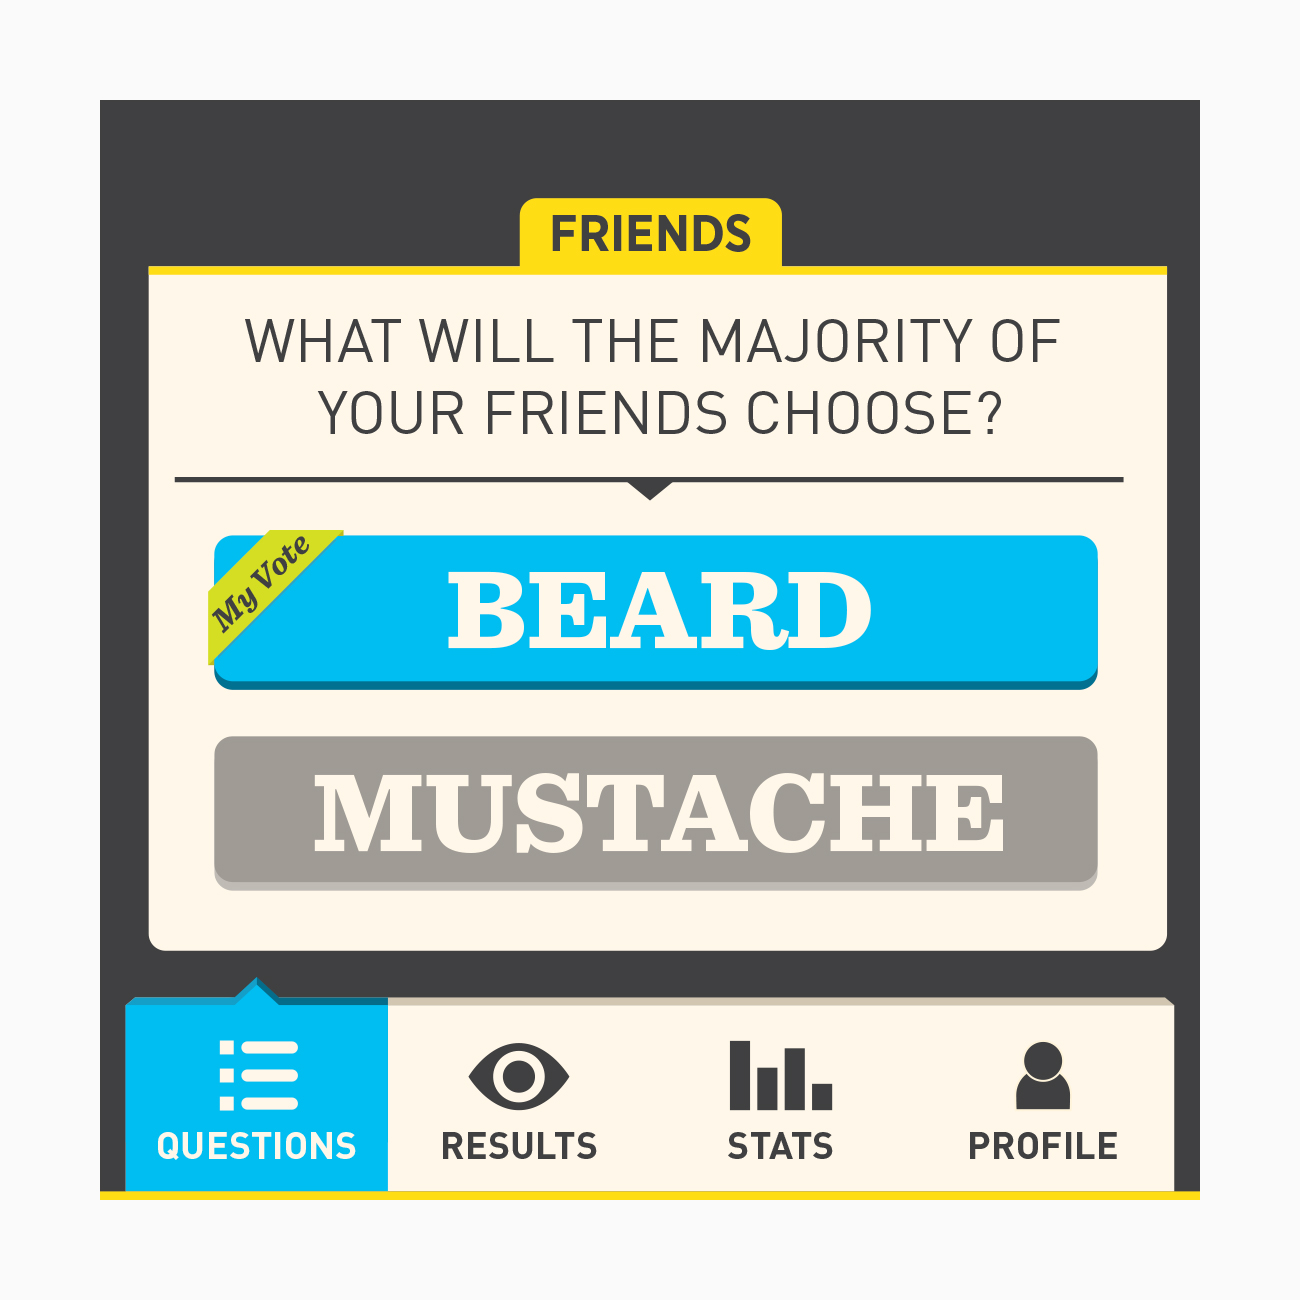 FRIENDS
WHAT WILL THE MAJORITY OF
YOUR FRIENDS CHOOSE?
My Vote
BEARD
MUSTACHE
QUESTIONS
RESULTS
STATS
PROFILE